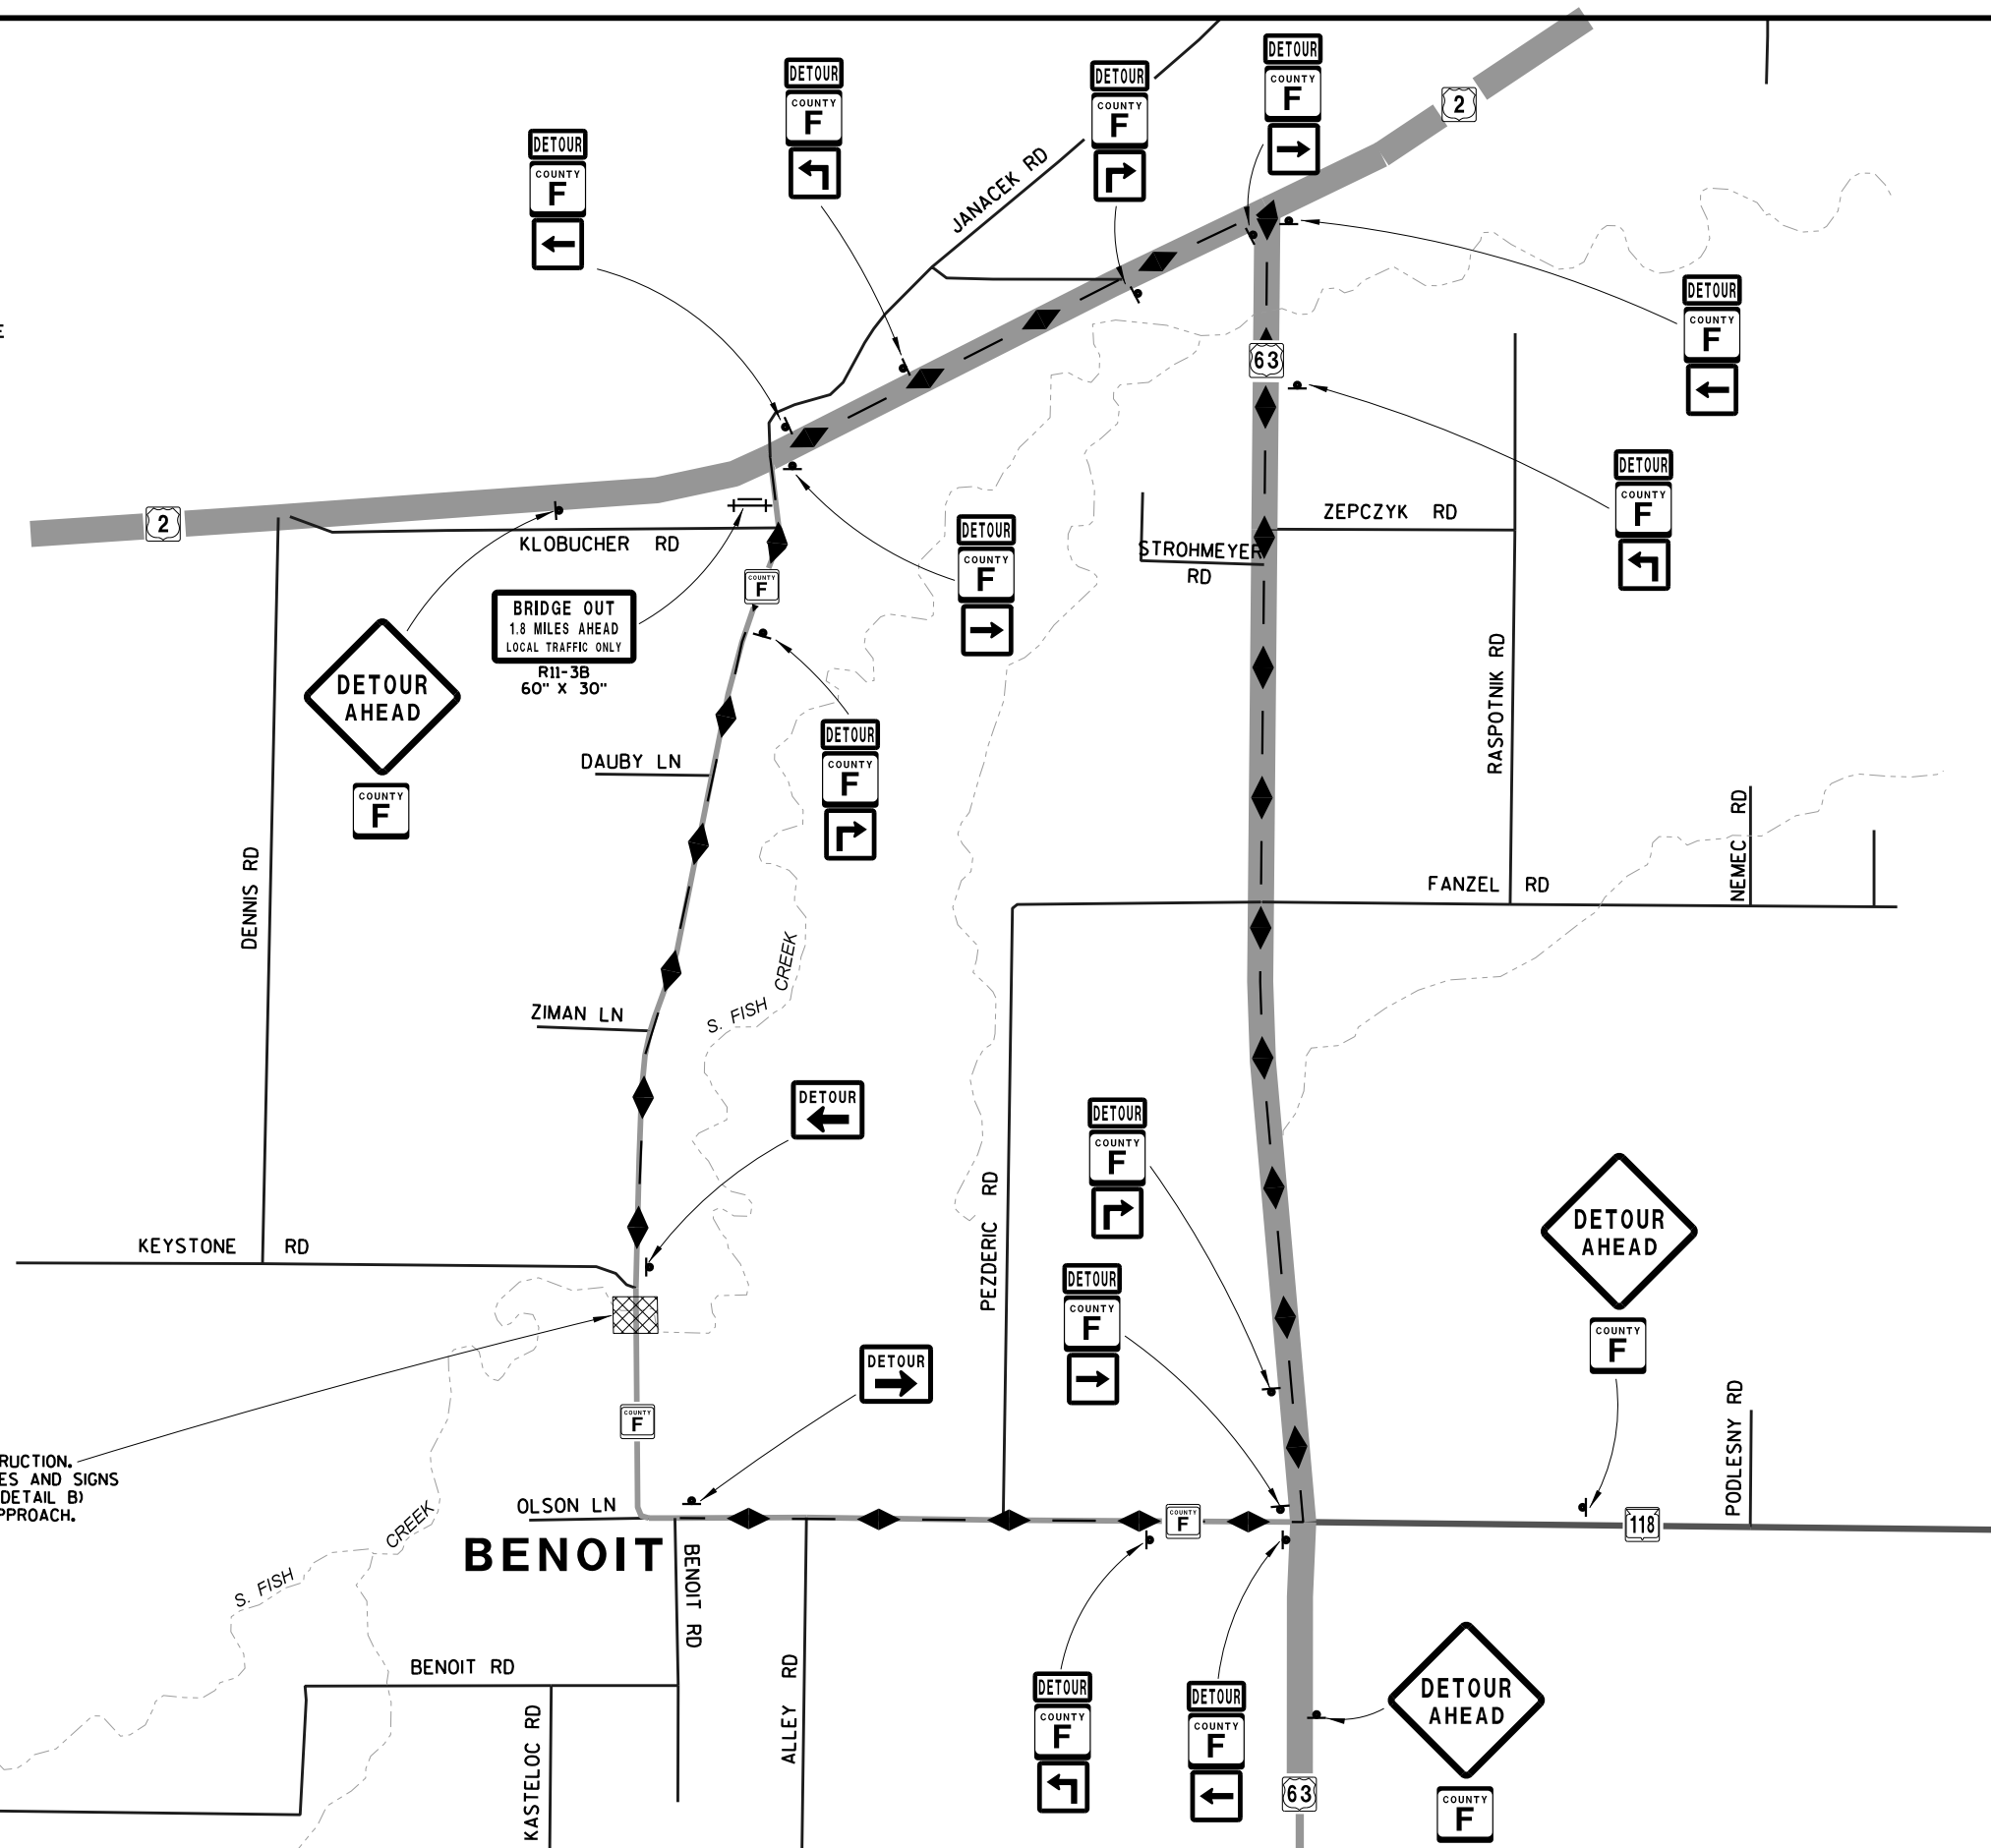 DETOUR
COUNTY
F
DETOUR
COUNTY
F
DETOUR
COUNTY
F
DETOUR
COUNTY
F
2
JANACEK RD
DETOUR
COUNTY
F
63
DETOUR
COUNTY
F
2
KLOBUCHER RD
COUNTY
F
DETOUR
COUNTY
F
ZEPCZYK RD
STROHMEYER
RD
BRIDGE OUT
1.8 MILES AHEAD
LOCAL TRAFFIC ONLY
R11-3B
60" X 30"
DETOUR
AHEAD
COUNTY
F
DETOUR
COUNTY
F
DAUBY LN
RASPOTNIK RD
NEMEC RD
FANZEL RD
DENNIS RD
S. FISH CREEK
ZIMAN LN
DETOUR
DETOUR
COUNTY
F
PEZDERIC RD
DETOUR
AHEAD
COUNTY
F
KEYSTONE RD
DETOUR
COUNTY
F
DETOUR
COUNTY
F
PODLESNY RD
RUCTION.
ES AND SIGNS
DETAIL B)
PPROACH.
OLSON LN
COUNTY
F
118
BENOIT
S. FISH CREEK
BENOIT RD
BENOIT RD
ALLEY RD
KASTELOC RD
DETOUR
COUNTY
F
DETOUR
COUNTY
F
DETOUR
AHEAD
COUNTY
F
63